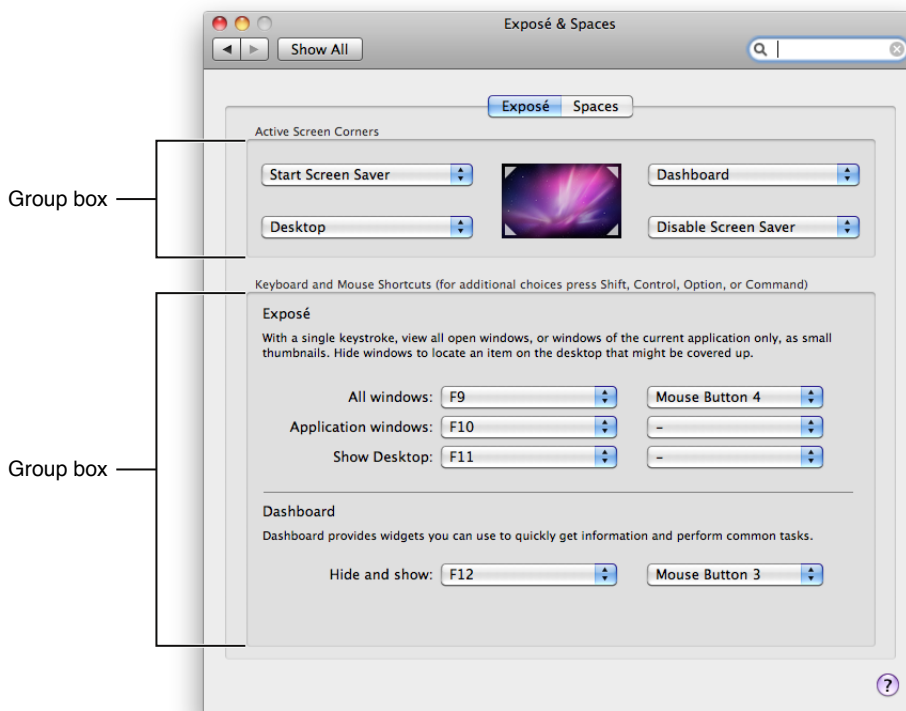 Exposé & Spaces
Show All
Exposé Spaces
Active Screen Corners
Group box
Start Screen Saver
Dashboard
Desktop
Disable Screen Saver
Keyboard and Mouse Shortcuts (for additional choices press Shift, Control, Option, or Command)
Exposé
With a single keystroke, view all open windows, or windows of the current application only, as small
thumbnails. Hide windows to locate an item on the desktop that might be covered up.
All windows: F9 Mouse Button 4
Application windows: F10 –
Show Desktop: F11 –
Group box
Dashboard
Dashboard provides widgets you can use to quickly get information and perform common tasks.
Hide and show: F12 Mouse Button 3
?